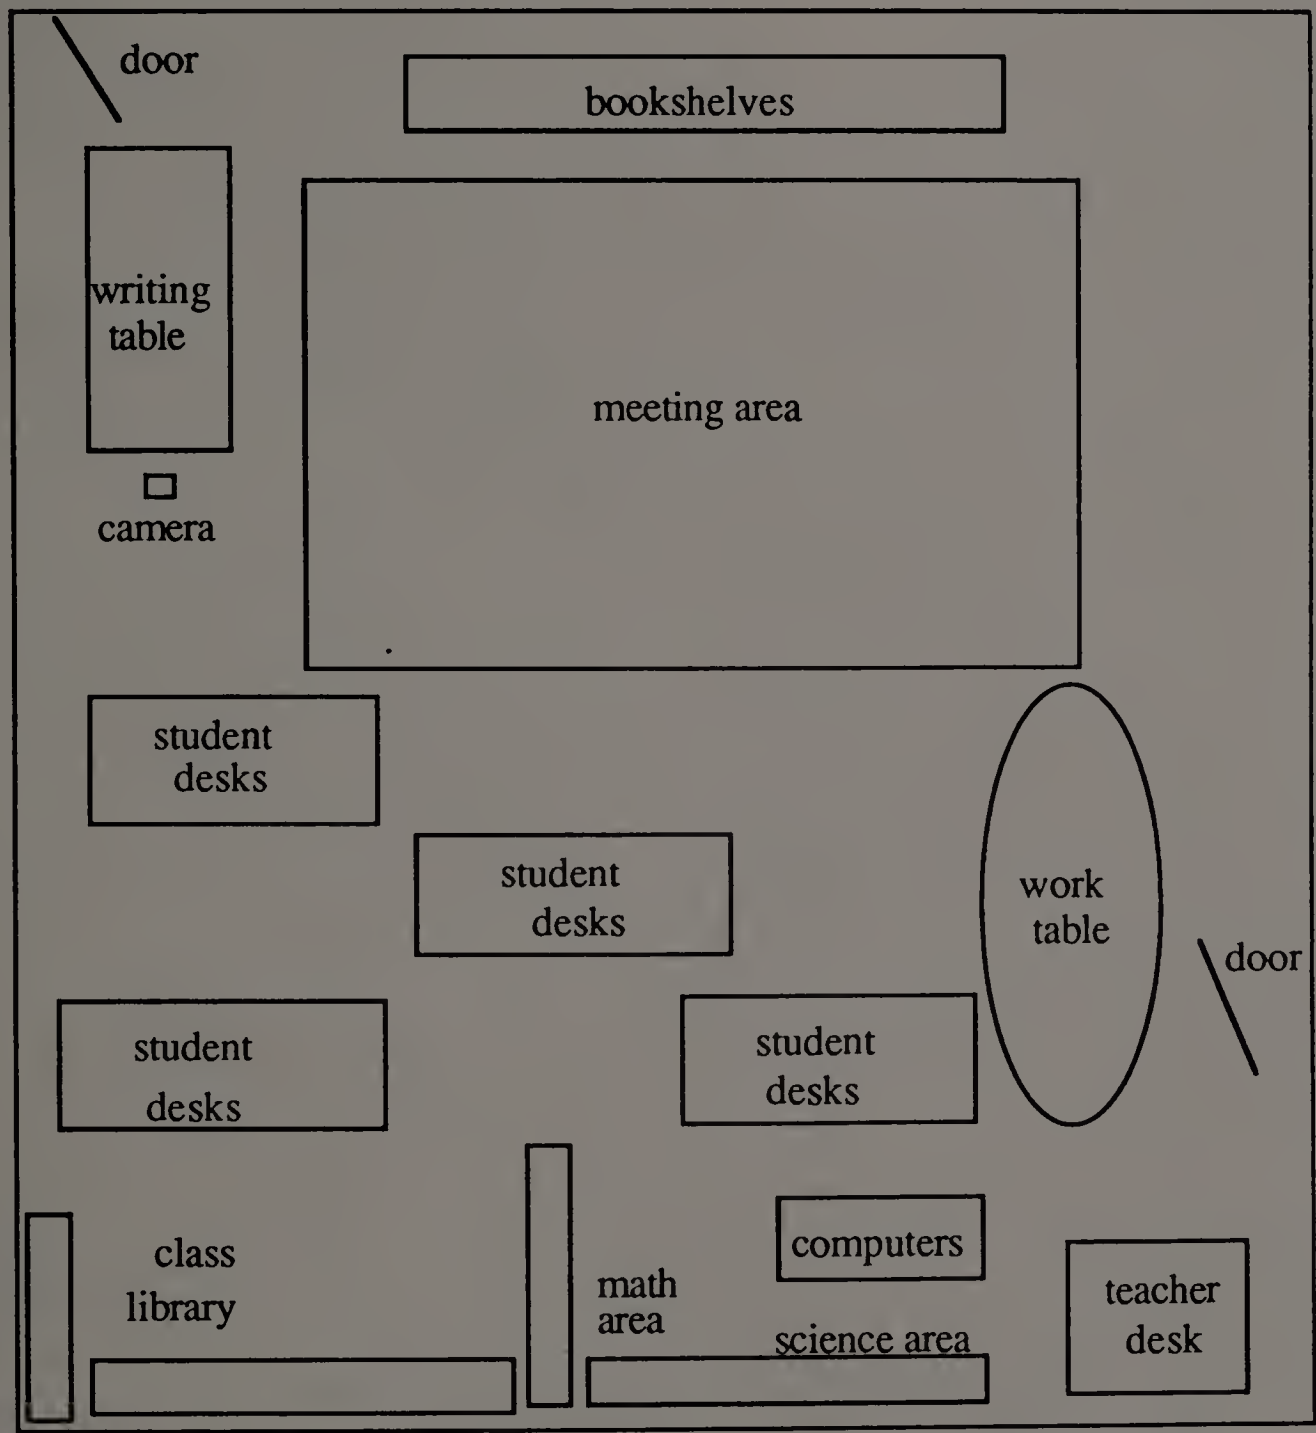 door
bookshelves
writing
table
meeting area
camera
student
desks
student
desks
work
table
door
student
desks
student
desks
class
library
math
area
computers
science area
teacher
desk